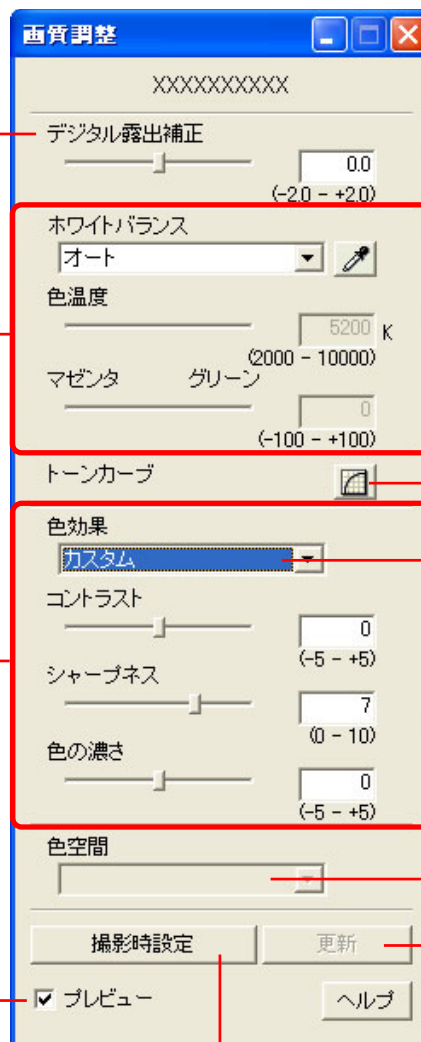 画質調整
XXXXXXXXXX
デジタル露出補正
0.0
(-2.0 - +2.0)
ホワイトバランス
オート
色温度
5200 K
(2000 - 10000)
マゼンタ グリーン
0
(-100 - +100)
トーンカーブ
色効果
カスタム
コントラスト
0
(-5 - +5)
シャープネス
7
(0 - 10)
色の濃さ
0
(-5 - +5)
色空間
撮影時設定 更新
プレビュー ヘルプ